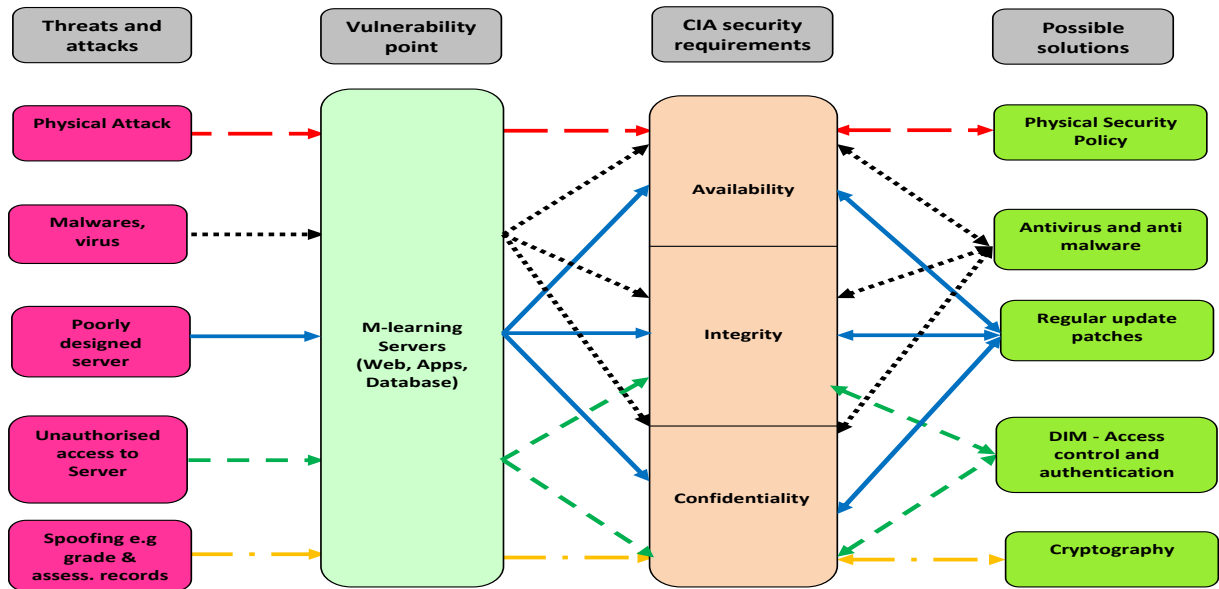 Threats and
attacks
Vulnerability
point
CIA security
requirements
Possible
solutions
Physical Attack
Malwares,
virus
Poorly
designed
server
Unauthorised
access to
Server
Spoofing e.g
grade &
assess. records
M-learning
Servers
(Web, Apps,
Database)
Availability
Integrity
Confidentiality
Physical Security
Policy
Antivirus and anti
malware
Regular update
patches
DIM - Access
control and
authentication
Cryptography